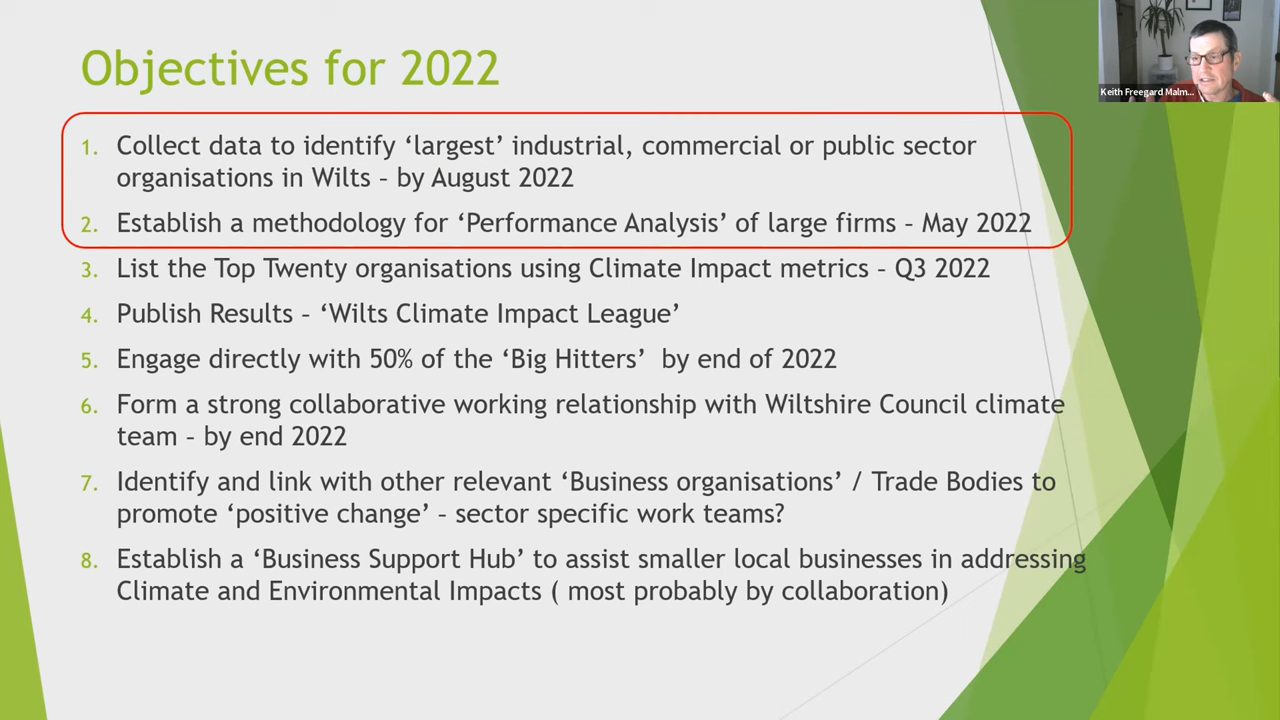 Objectives for 2022
Keith Freegard Malm...
1. Collect data to identify ‘largest’ industrial, commercial or public sector
organisations in Wilts – by August 2022
2. Establish a methodology for ‘Performance Analysis’ of large firms – May 2022
3. List the Top Twenty organisations using Climate Impact metrics – Q3 2022
4. Publish Results – ‘Wilts Climate Impact League’
5. Engage directly with 50% of the ‘Big Hitters’  by end of 2022
6. Form a strong collaborative working relationship with Wiltshire Council climate
team – by end 2022
7. Identify and link with other relevant ‘Business organisations’ / Trade Bodies to
promote ‘positive change’ – sector specific work teams?
8. Establish a ‘Business Support Hub’ to assist smaller local businesses in addressing
Climate and Environmental Impacts ( most probably by collaboration)